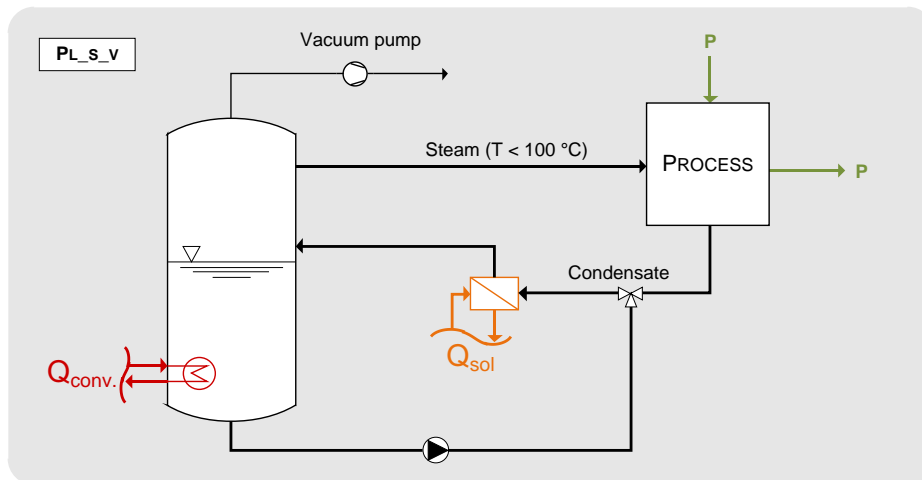 PL_S_V
Vacuum pump
P
Steam (T < 100 °C)
PROCESS
P
Condensate
Qsol
Qconv.